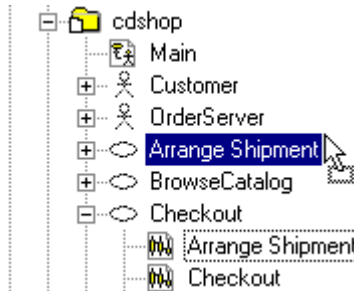 cdshop
Main
Customer
OrderServer
Arrange Shipment
BrowseCatalog
Checkout
Arrange Shipment
Checkout